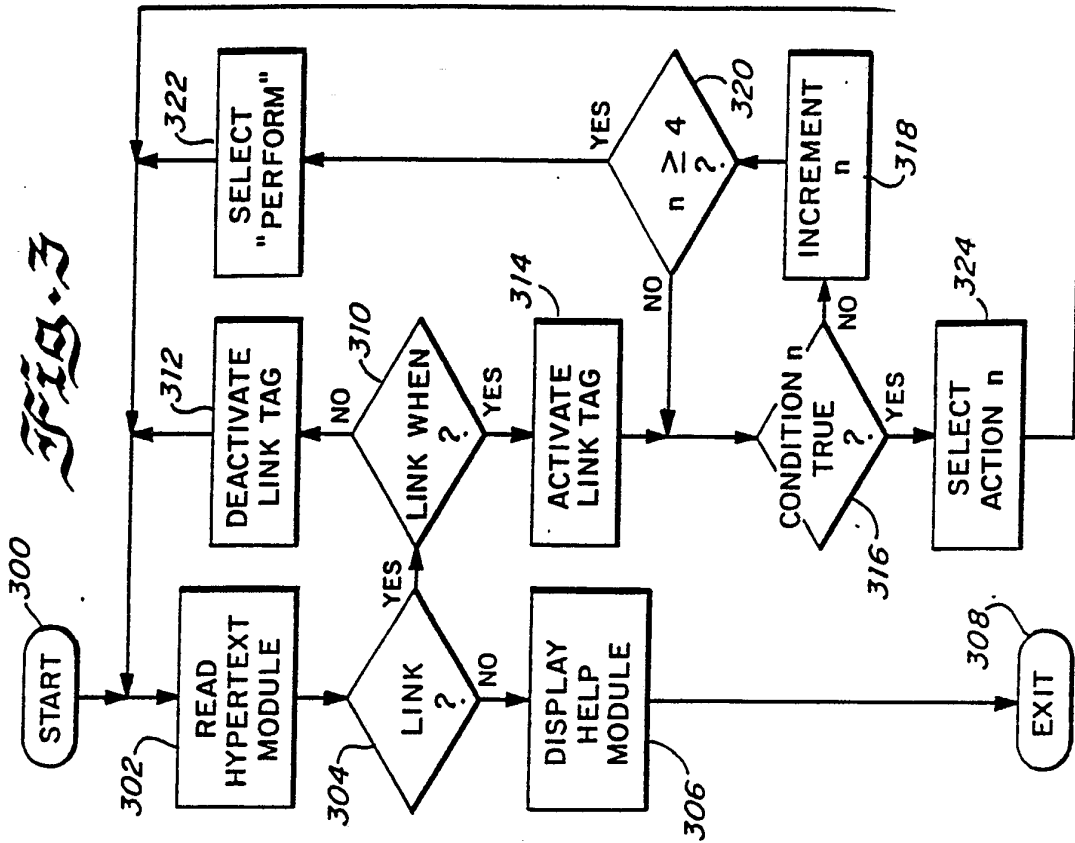 FIG. 3
START
300
READ
HYPERTEXT
MODULE
302
LINK
?
304
YES
NO
DISPLAY
HELP
MODULE
306
EXIT
308
DEACTIVATE
LINK TAG
312
NO
LINK WHEN
?
310
YES
ACTIVATE
LINK TAG
314
CONDITION n
TRUE
?
316
NO
YES
SELECT
ACTION n
324
SELECT
"PERFORM"
322
YES
n ≥ 4
?
320
NO
INCREMENT
n
318